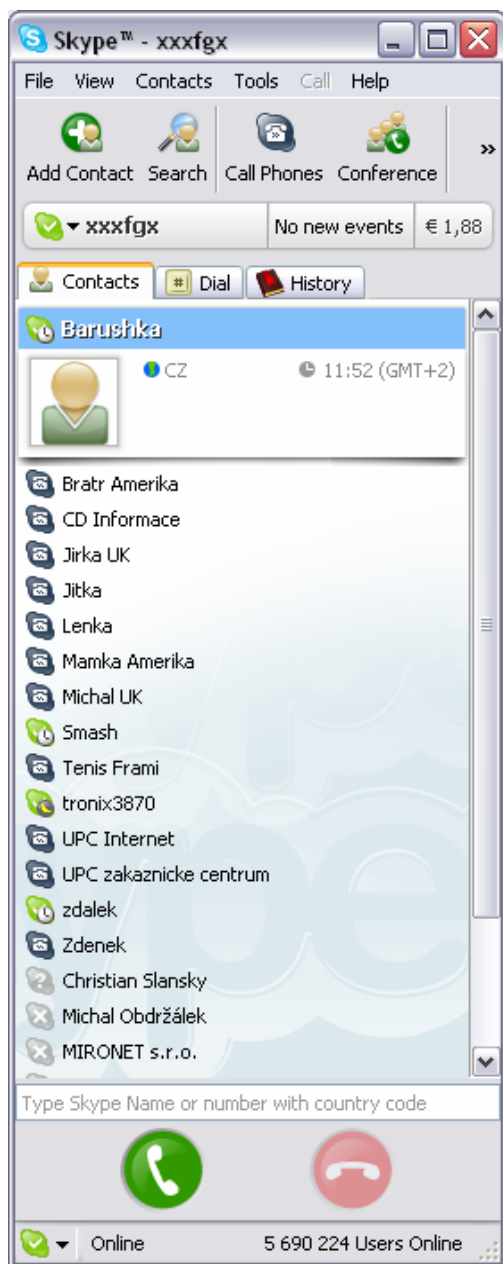 Skype™ - xxxfgx
File View Contacts Tools Call Help
Add Contact Search Call Phones Conference »
xxxfgx No new events € 1,88
Contacts # Dial History
Barushka
CZ 11:52 (GMT+2)
Bratr Amerika
CD Informace
Jirka UK
Jitka
Lenka
Mamka Amerika
Michal UK
Smash
Tenis Frami
tronix3870
UPC Internet
UPC zakaznicke centrum
zdalek
Zdenek
Christian Slansky
Michal Obdržálek
MIRONET s.r.o.
Type Skype Name or number with country code
Online 5 690 224 Users Online